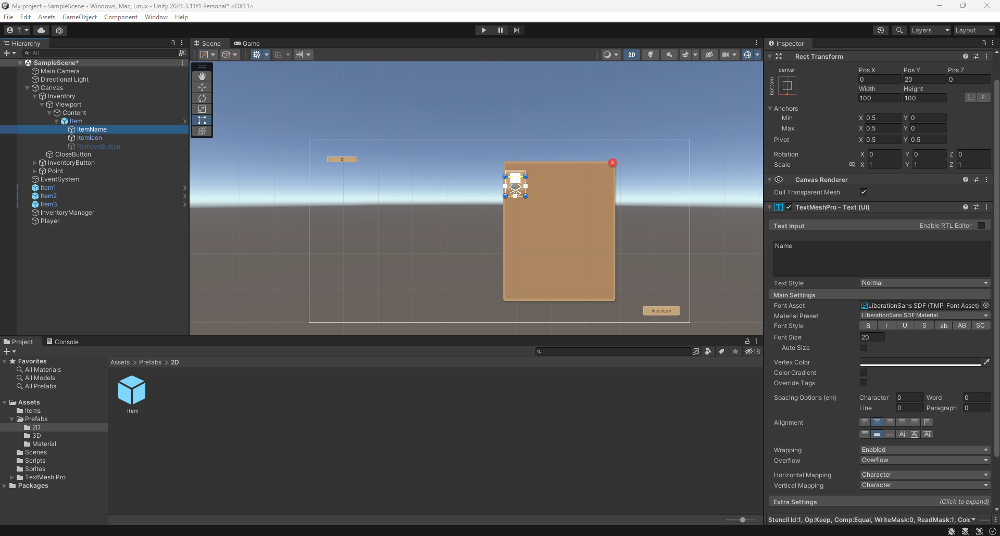 My project - SampleScene - Windows, Mac, Linux - Unity 2021.3.11f1 Personal* <DX11>
File Edit Assets GameObject Component Window Help
T
Layers
Layout
Hierarchy
All
SampleScene*
Main Camera
Directional Light
Canvas
Inventory
Viewport
Content
Item
ItemName
ItemIcon
RemoveButton
CloseButton
InventoryButton
Point
EventSystem
Item1
Item2
Item3
InventoryManager
Player
Scene
Game
2D
0
X
Inventory
Inspector
Rect Transform
center
bottom
Pos X Pos Y Pos Z
0 20 0
Width Height
100 100
R
Anchors
Min X 0.5 Y 0
Max X 0.5 Y 0
Pivot X 0.5 Y 0.5
Rotation X 0 Y 0 Z 0
Scale X 1 Y 1 Z 1
Canvas Renderer
Cull Transparent Mesh
TextMeshPro - Text (UI)
Text Input Enable RTL Editor
Name
Text Style Normal
Main Settings
Font Asset LiberationSans SDF (TMP_Font Asset)
Material Preset LiberationSans SDF Material
Font Style B I U S ab AB SC
Font Size 20
Auto Size
Vertex Color
Color Gradient
Override Tags
Spacing Options (em) Character 0 Word 0
Line 0 Paragraph 0
Alignment
Wrapping Enabled
Overflow Overflow
Horizontal Mapping Character
Vertical Mapping Character
Extra Settings (Click to expand)
Stencil Id:1, Op:Keep, Comp:Equal, WriteMask:0, ReadMask:1, Colc
Project
Console
16
Favorites
All Materials
All Models
All Prefabs
Assets
Items
Prefabs
2D
3D
Material
Scenes
Scripts
Sprites
TextMesh Pro
Packages
Assets > Prefabs > 2D
Item